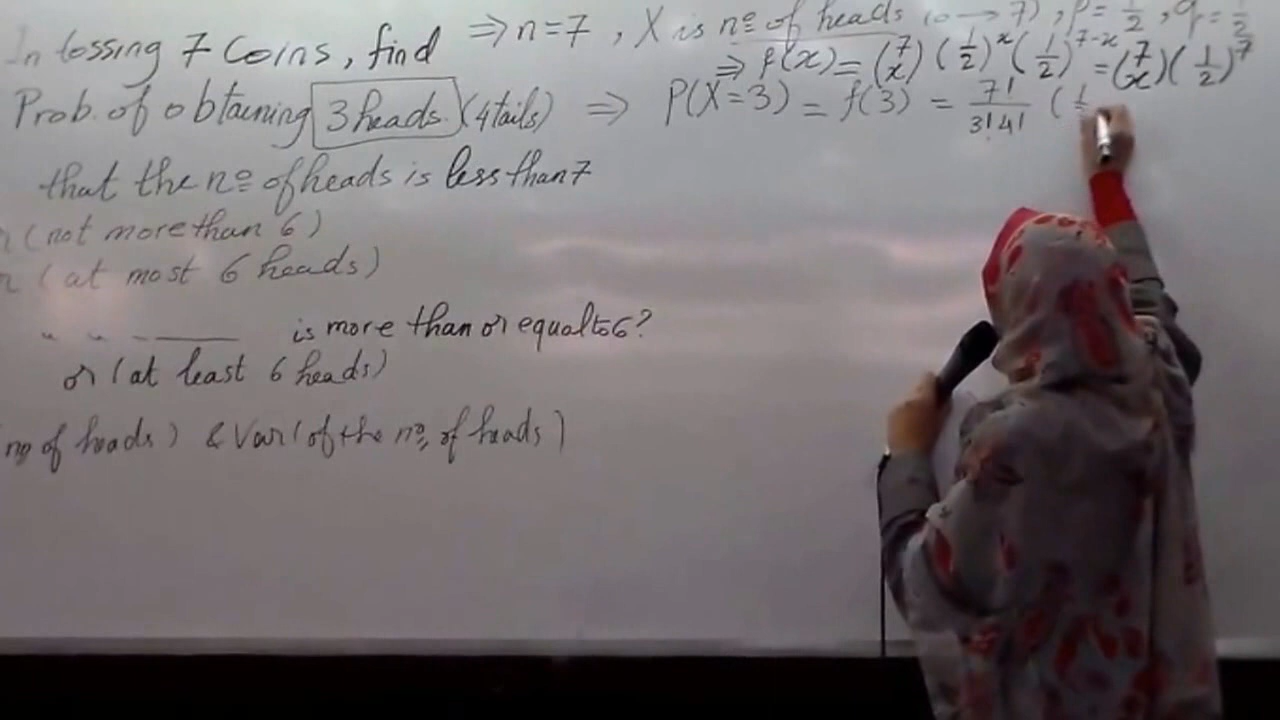 In tossing 7 Coins, find ⇒ n=7 , X is no of heads (0 → 7) , p= 1/2 , q= 1/2
⇒ f(x) = (7 x) (1/2)^x (1/2)^7-x = (7 x) (1/2)^7
Prob. of obtaining 3 heads. (4 tails) ⇒ P(X=3) = f(3) = 7!/3!4! (1
that the no of heads is less than 7
(not more than 6)
(at most 6 heads)
" " - ___ is more than or equal to 6?
or (at least 6 heads)
no of heads) & Var (of the no. of heads)